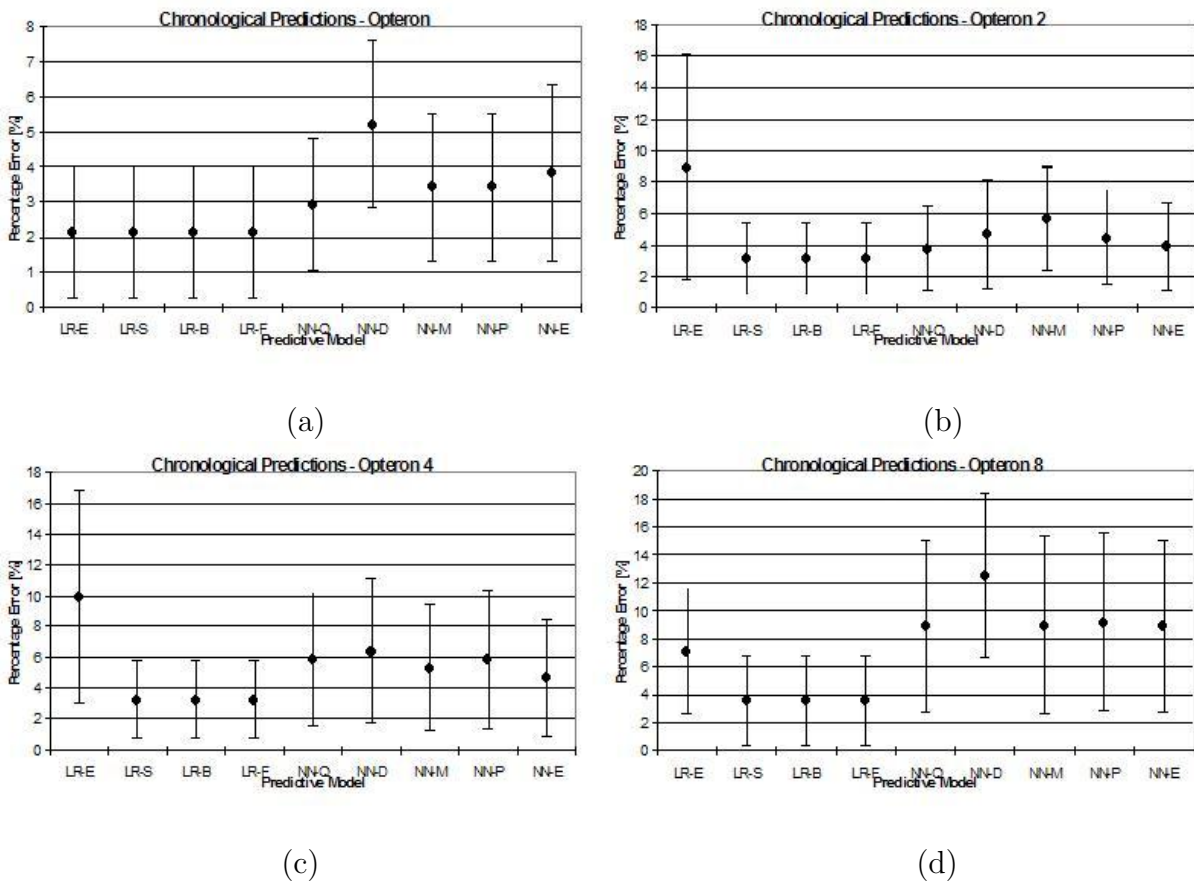 Chronological Predictions - Opteron
Percentage Error [%]
8
7
6
5
4
3
2
1
0
LR-E LR-S LR-B LR-F NN-Q NN-D NN-M NN-P NN-E
Predictive Model
(a)
Chronological Predictions - Opteron 2
Percentage Error [%]
18
16
14
12
10
8
6
4
2
0
LR-E LR-S LR-B LR-F NN-Q NN-D NN-M NN-P NN-E
Predictive Model
(b)
Chronological Predictions - Opteron 4
Percentage Error [%]
18
16
14
12
10
8
6
4
2
0
LR-E LR-S LR-B LR-F NN-Q NN-D NN-M NN-P NN-E
Predictive Model
(c)
Chronological Predictions - Opteron 8
Percentage Error [%]
20
18
16
14
12
10
8
6
4
2
0
LR-E LR-S LR-B LR-F NN-Q NN-D NN-M NN-P NN-E
Predictive Model
(d)